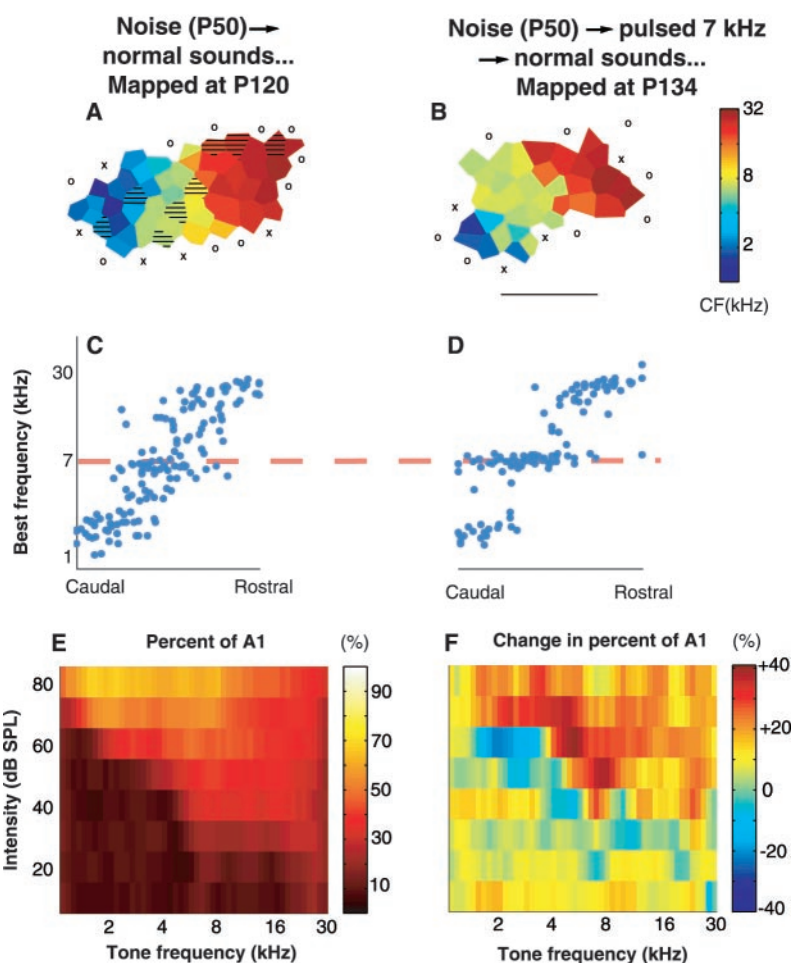 Noise (P50) →
normal sounds...
Mapped at P120
Noise (P50) → pulsed 7 kHz
→ normal sounds...
Mapped at P134
A
o o o
o
x
o
o
x
o
x
x
o
o
B
o
o
x
o
o
x
o
x
o
32
8
2
CF(kHz)
C
D
Best frequency (kHz)
30
7
1
Caudal Rostral
Caudal Rostral
E Percent of A1 (%)
Intensity (dB SPL)
80
60
40
20
2 4 8 16 30
Tone frequency (kHz)
90
70
50
30
10
F Change in percent of A1 (%)
2 4 8 16 30
Tone frequency (kHz)
+40
+20
0
-20
-40